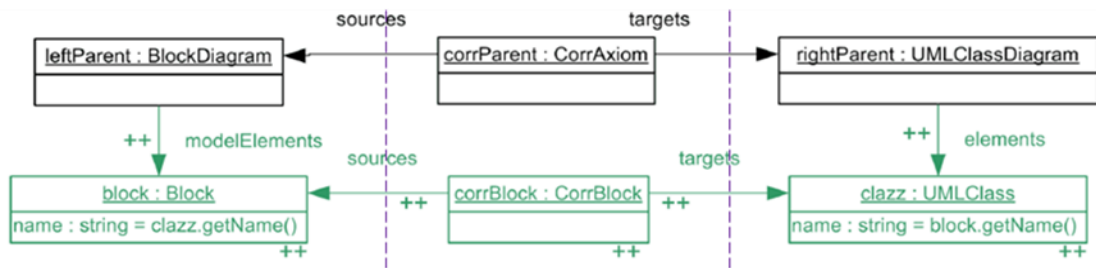 sources
targets
leftParent : BlockDiagram
corrParent : CorrAxiom
rightParent : UMLClassDiagram
++
modelElements
++
elements
sources
targets
block : Block
++
corrBlock : CorrBlock
++
clazz : UMLClass
name : string = clazz.getName()
name : string = block.getName()
++
++
++